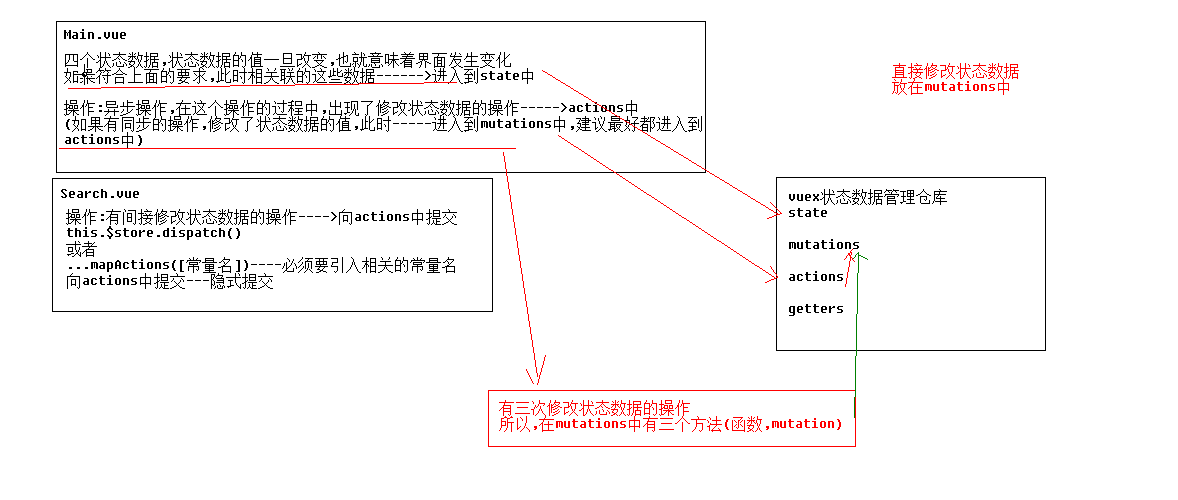 Main.vue
四个状态数据,状态数据的值一旦改变,也就意味着界面发生变化
如果符合上面的要求,此时相关联的这些数据------>进入到state中
操作:异步操作,在这个操作的过程中,出现了修改状态数据的操作----->actions中
(如果有同步的操作,修改了状态数据的值,此时-----进入到mutations中,建议最好都进入到
actions中)
直接修改状态数据
放在mutations中
Search.vue
操作:有间接修改状态数据的操作---->向actions中提交
this.$store.dispatch()
或者
...mapActions([常量名])----必须要引入相关的常量名
向actions中提交---隐式提交
vuex状态数据管理仓库
state
mutations
actions
getters
有三次修改状态数据的操作
所以,在mutations中有三个方法(函数,mutation)